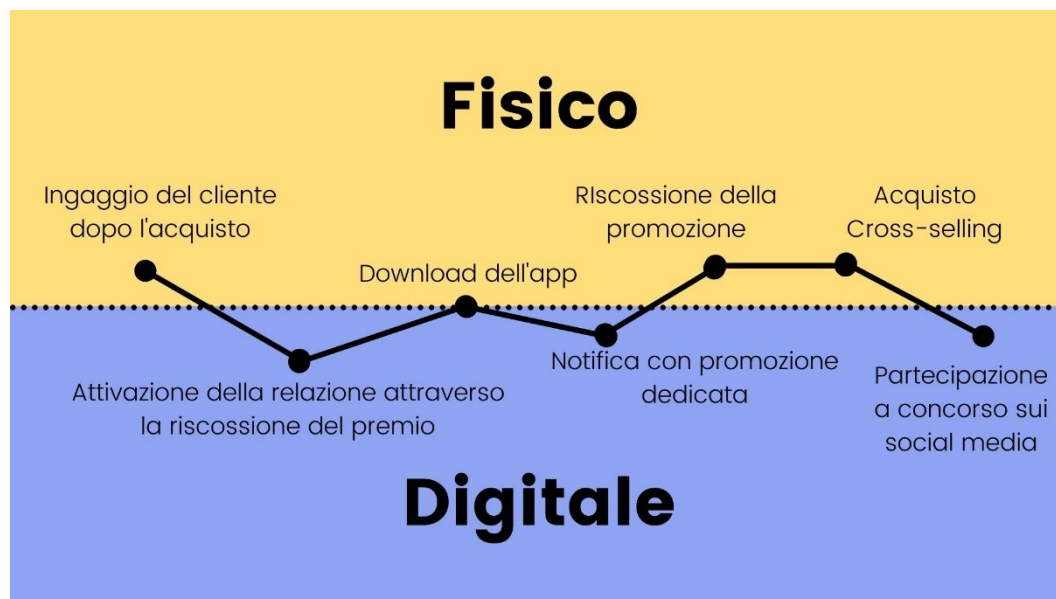 Fisico
Ingaggio del cliente
dopo l'acquisto
Download dell'app
RIscossione della
promozione
Acquisto
Cross-selling
Attivazione della relazione attraverso
la riscossione del premio
Notifica con promozione
dedicata
Partecipazione
a concorso sui
social media
Digitale